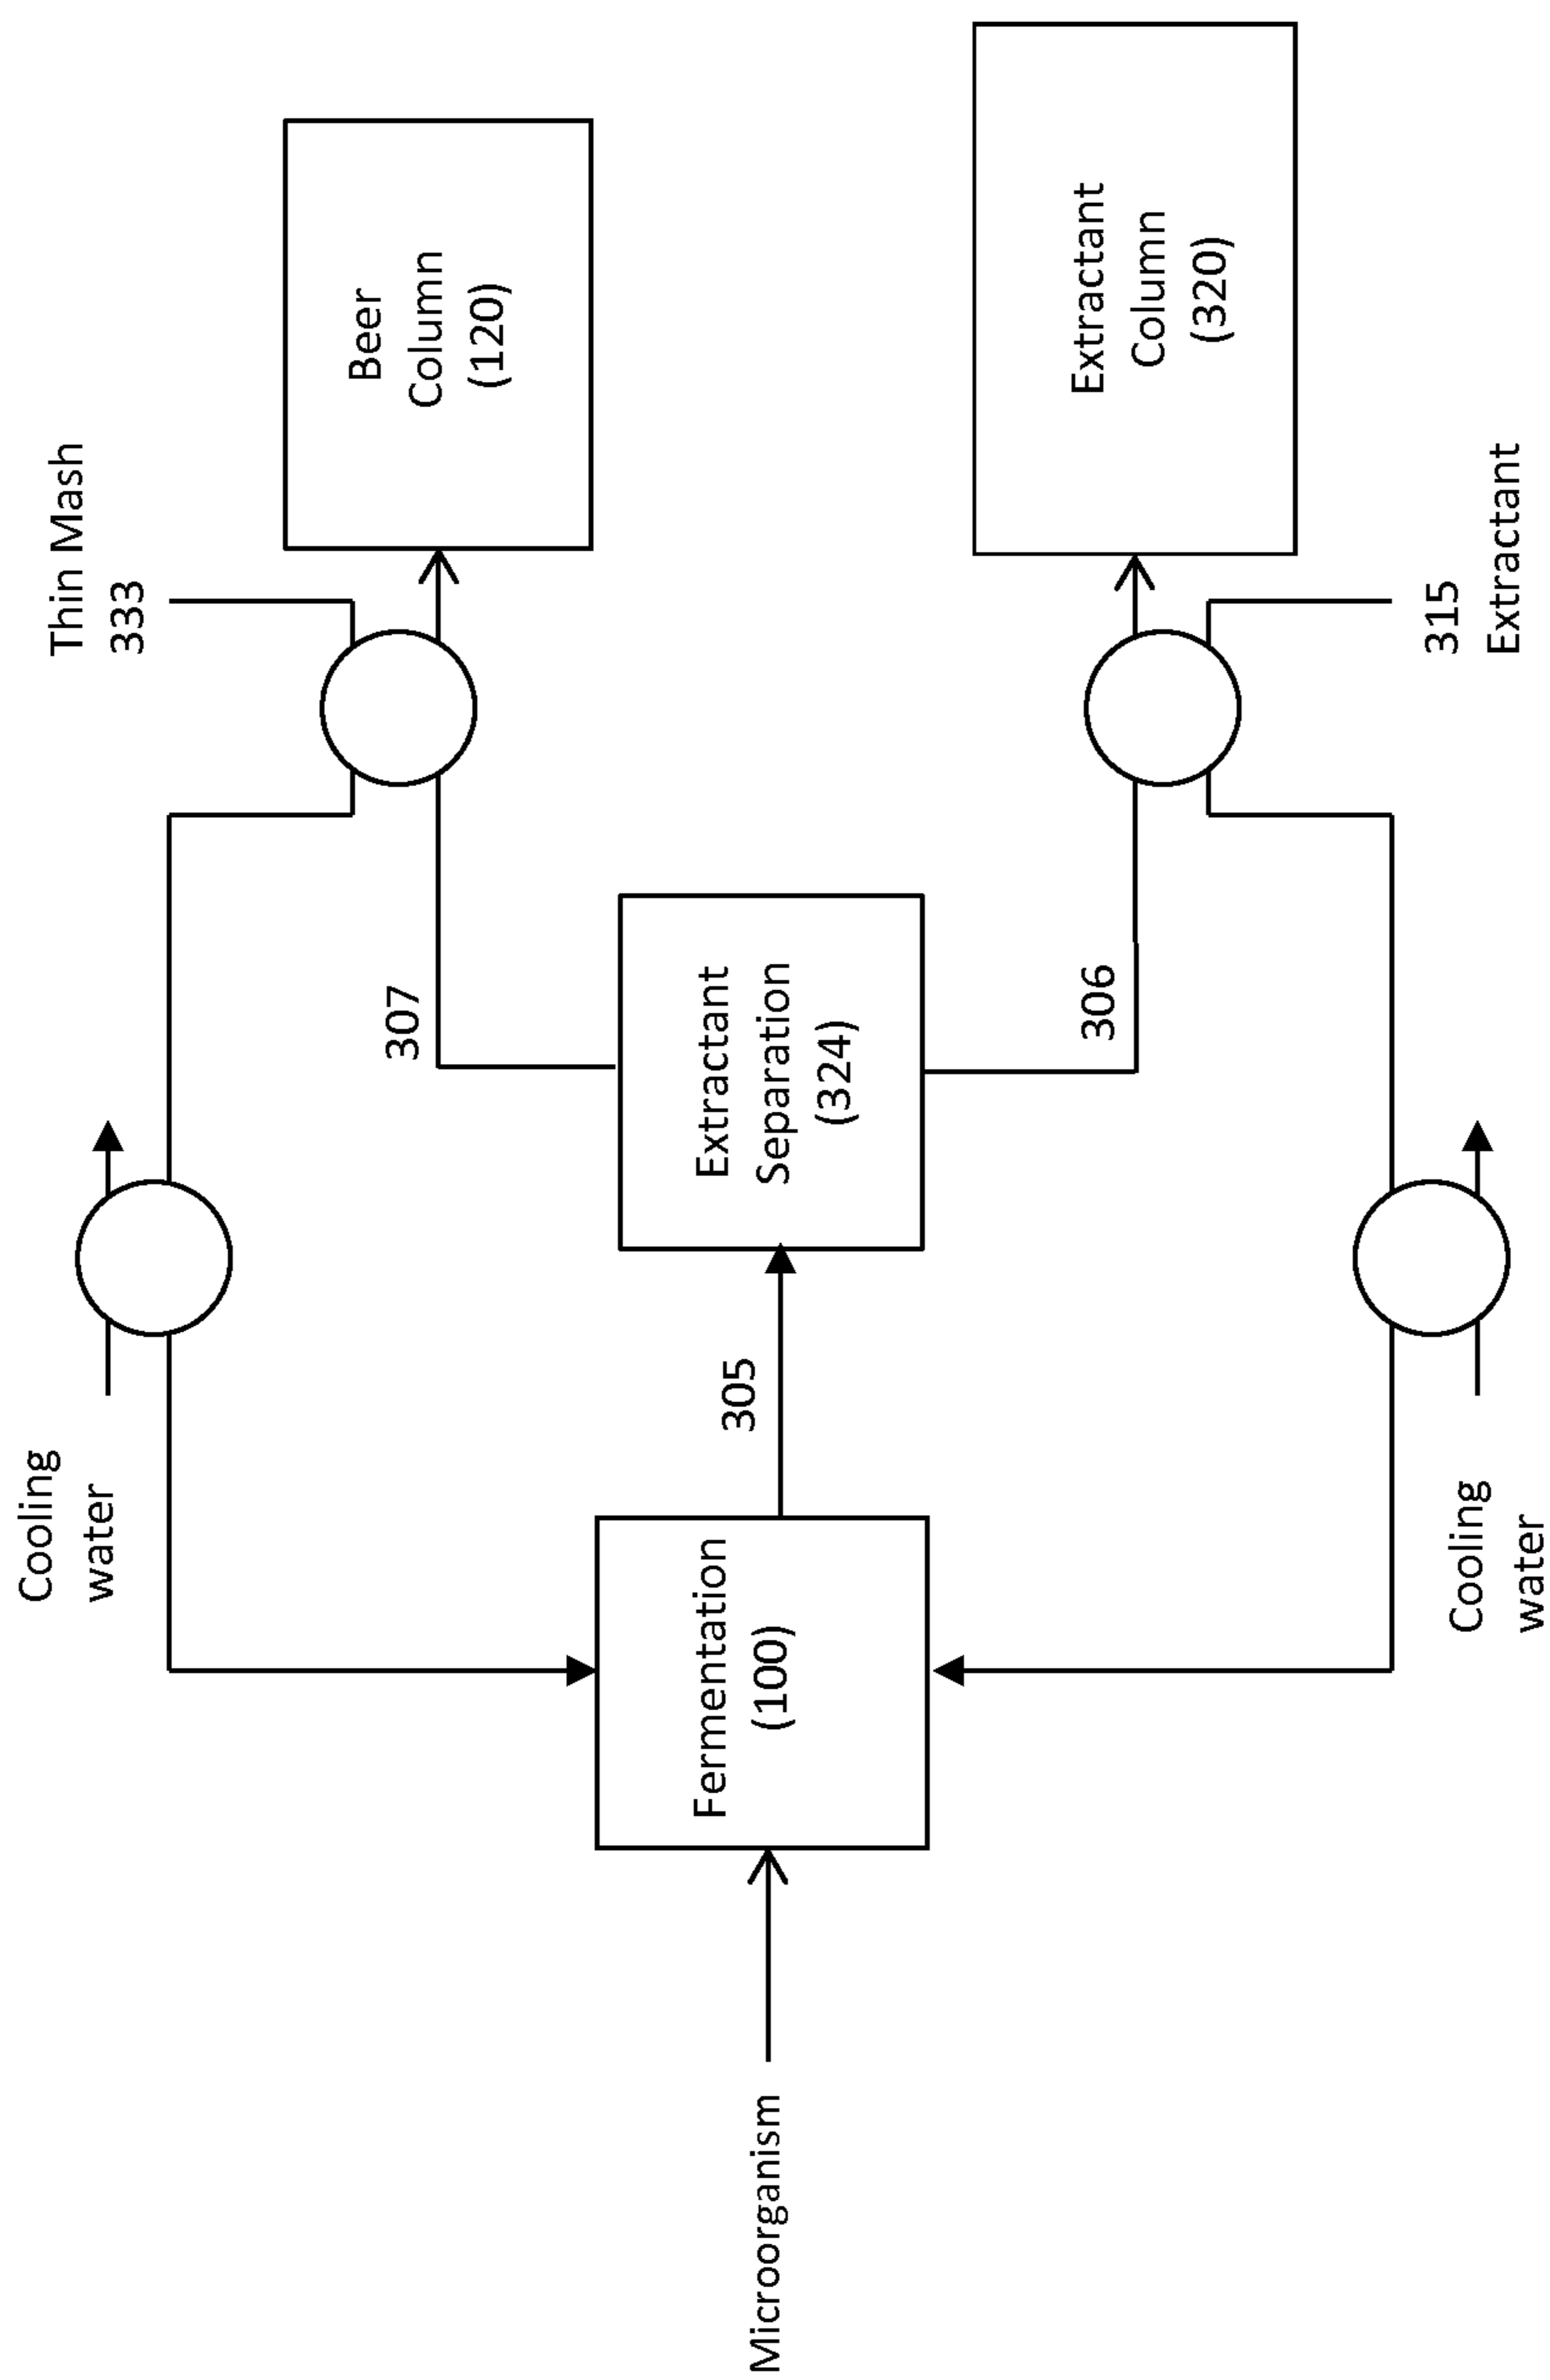 Thin Mash
333
Cooling
water
Beer
Column
(120)
307
Microorganism
Fermentation
(100)
305
Extractant
Separation
(324)
306
Extractant
Column
(320)
Cooling
water
315
Extractant